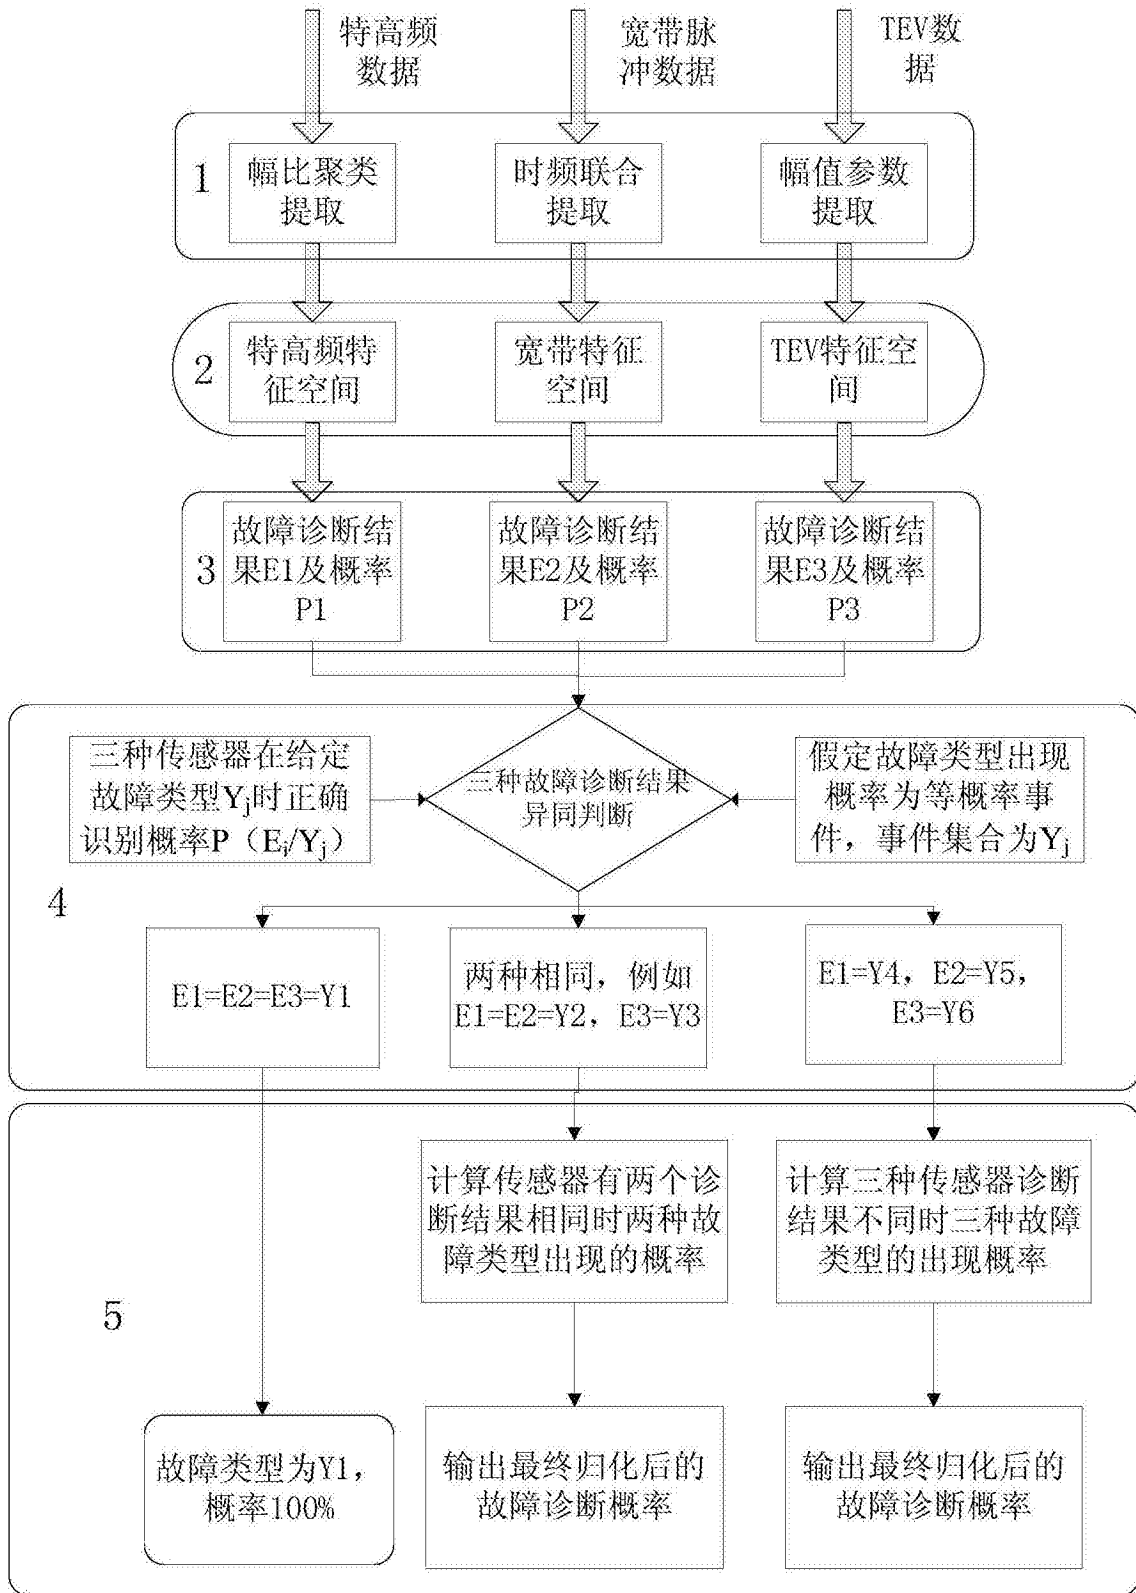 特高频
数据
宽带脉
冲数据
TEV数
据
1
幅比聚类
提取
时频联合
提取
幅值参数
提取
2
特高频特
征空间
宽带特征
空间
TEV特征空
间
3
故障诊断结
果E1及概率
P1
故障诊断结
果E2及概率
P2
故障诊断结
果E3及概率
P3
三种传感器在给定
故障类型Yj时正确
识别概率P（Ei/Yj）
三种故障诊断结果
异同判断
假定故障类型出现
概率为等概率事
件，事件集合为Yj
4
E1=E2=E3=Y1
两种相同，例如
E1=E2=Y2，E3=Y3
E1=Y4，E2=Y5，
E3=Y6
计算传感器有两个诊
断结果相同时两种故
障类型出现的概率
计算三种传感器诊断
结果不同时三种故障
类型的出现概率
5
故障类型为Y1，
概率100%
输出最终归化后的
故障诊断概率
输出最终归化后的
故障诊断概率